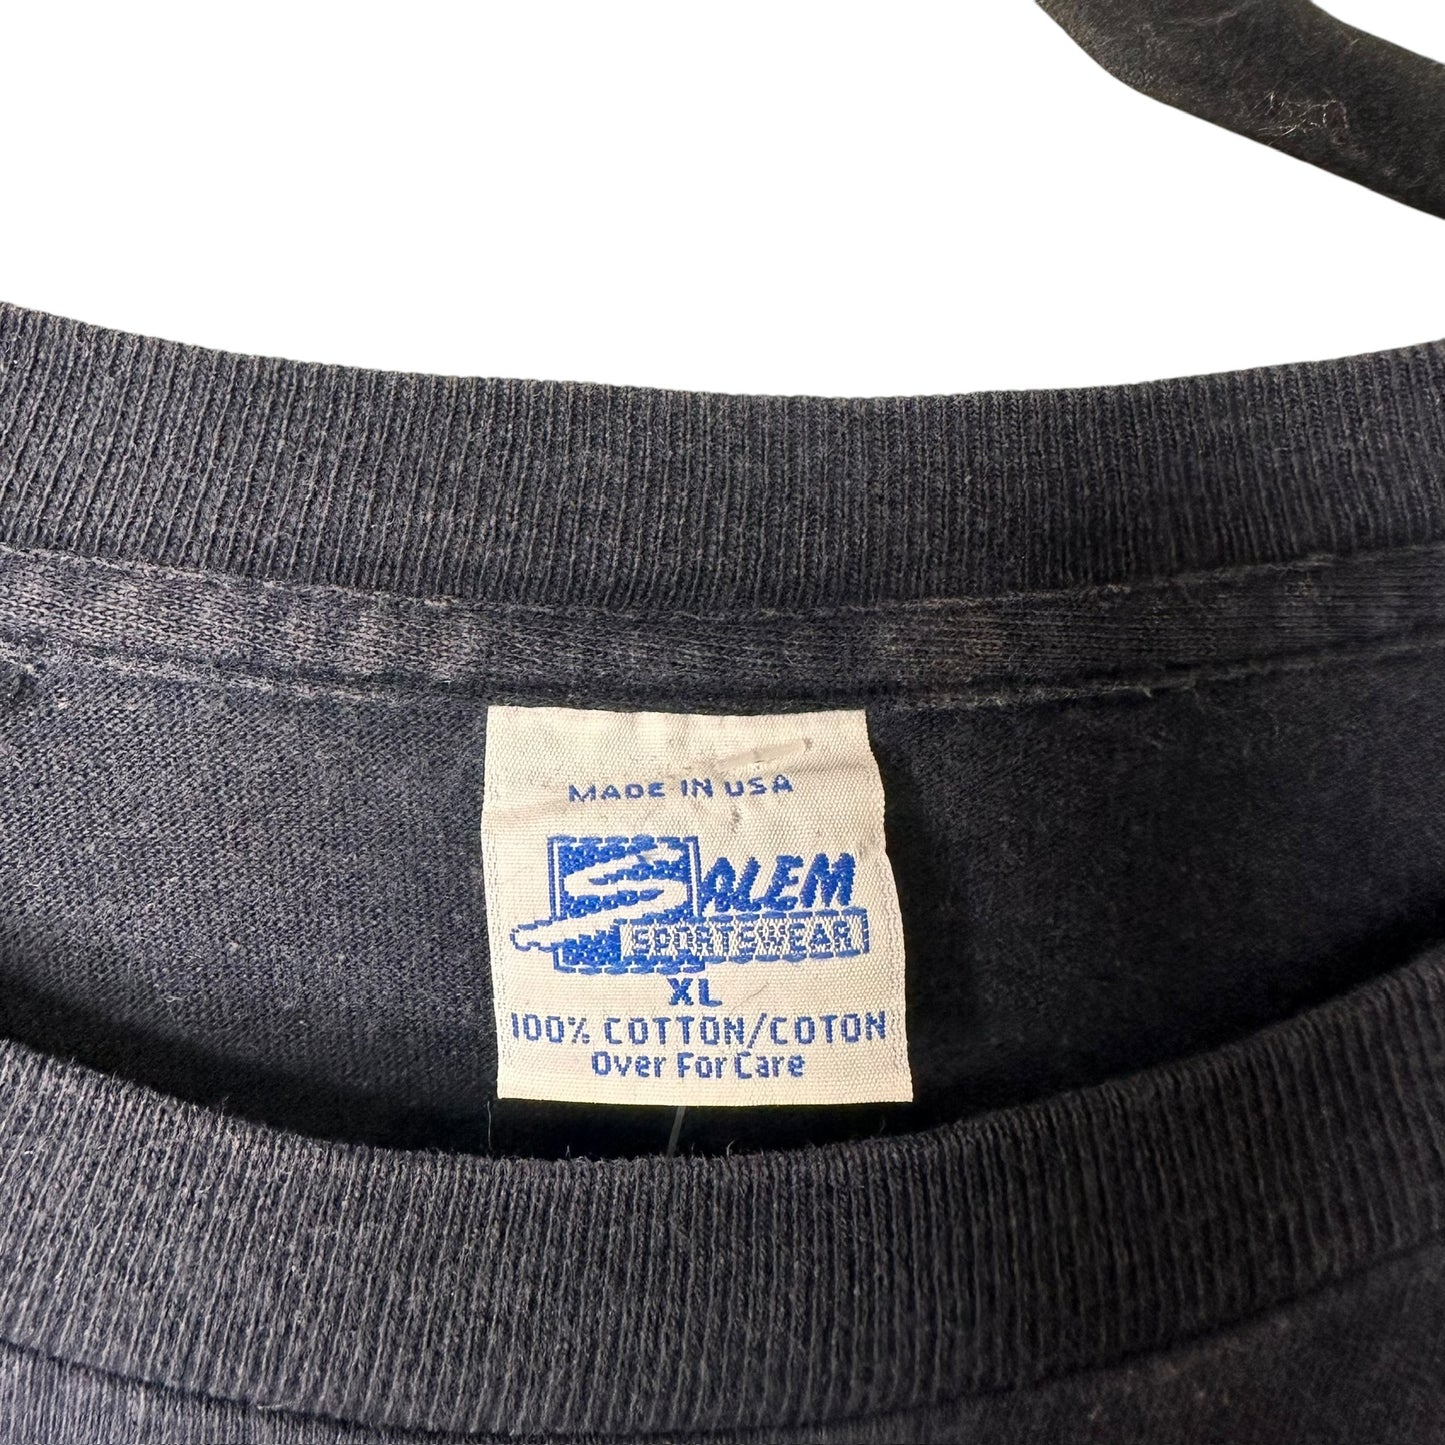 MADE IN USA
SALEM
SPORTSWEAR
XL
100% COTTON/COTON
Over For Care